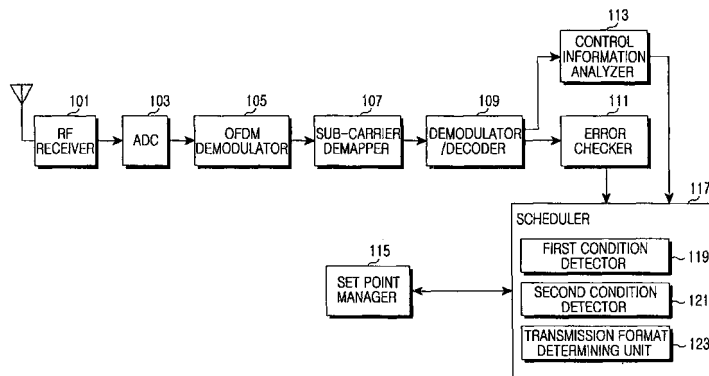 113
CONTROL
INFORMATION
ANALYZER
101
RF
RECEIVER
103
ADC
105
OFDM
DEMODULATOR
107
SUB-CARRIER
DEMAPPER
109
DEMODULATOR
/DECODER
111
ERROR
CHECKER
117
SCHEDULER
FIRST CONDITION
DETECTOR
119
115
SET POINT
MANAGER
SECOND CONDITION
DETECTOR
121
TRANSMISSION FORMAT
DETERMINING UNIT
123